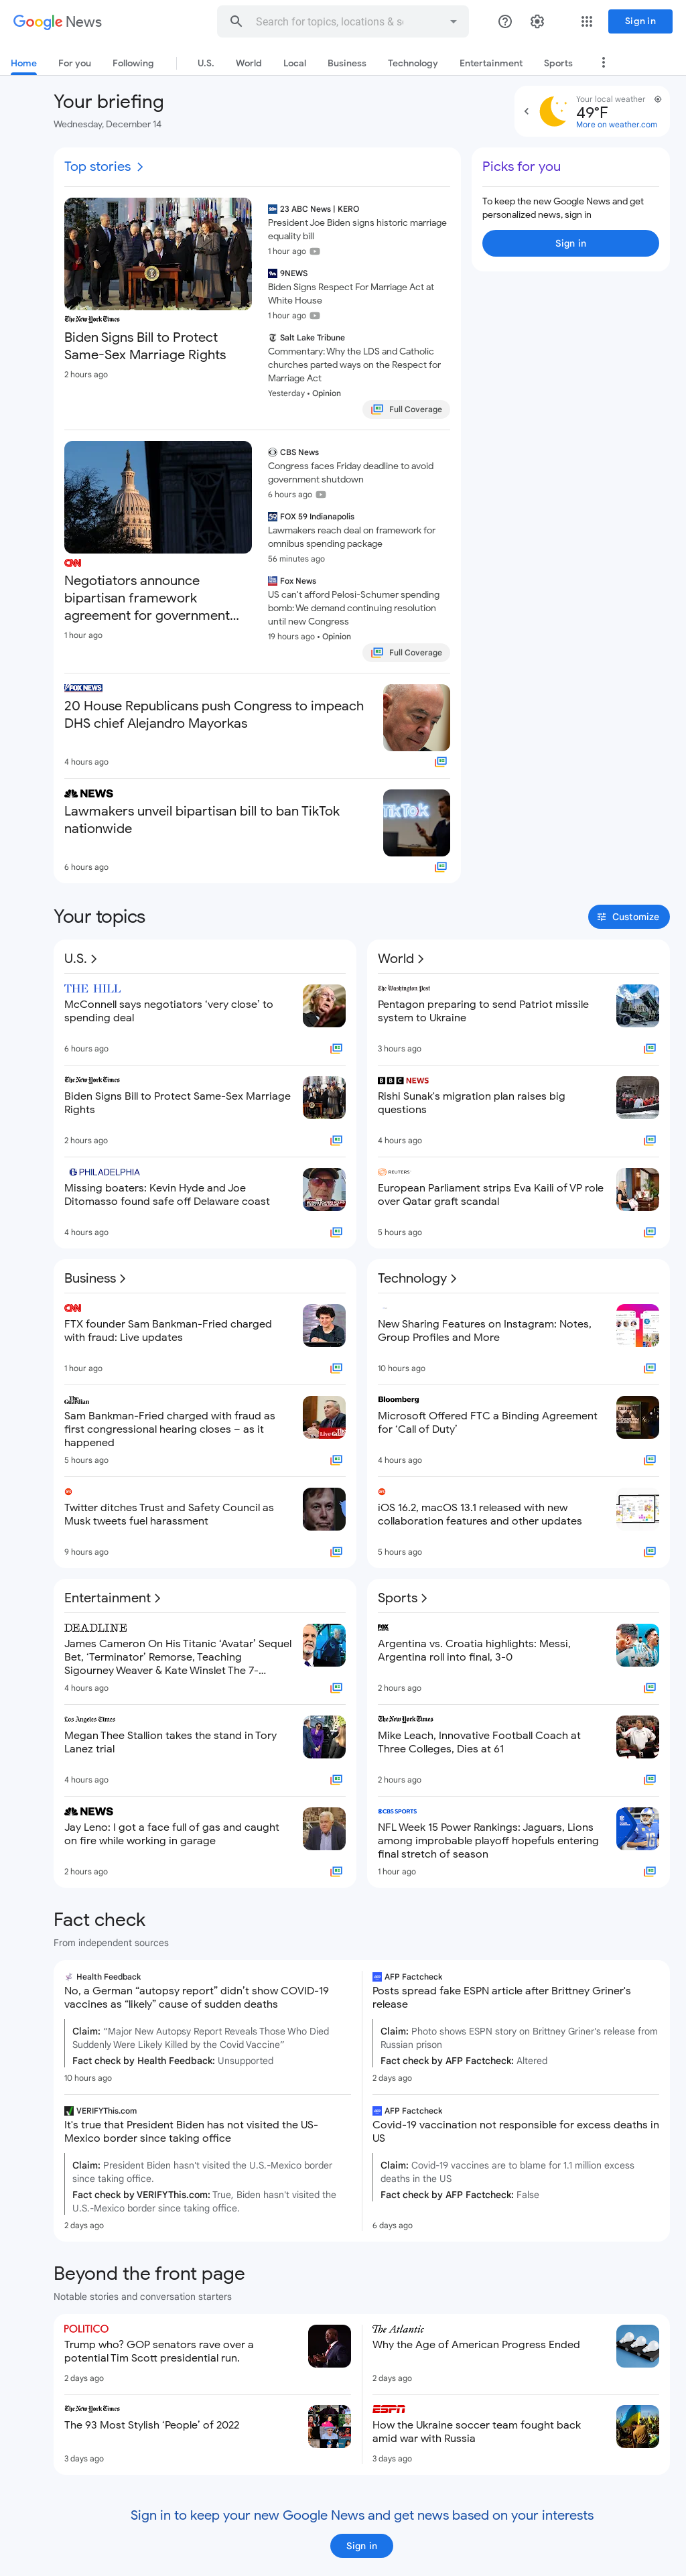 Google News
Search for topics, locations & s
Sign in
Home
For you
Following
U.S.
World
Local
Business
Technology
Entertainment
Sports
Your briefing
Wednesday, December 14
Your local weather
49°F
More on weather.com
Top stories
The New York Times
Biden Signs Bill to Protect
Same-Sex Marriage Rights
2 hours ago
23 ABC News | KERO
President Joe Biden signs historic marriage
equality bill
1 hour ago
9NEWS
Biden Signs Respect For Marriage Act at
White House
1 hour ago
Salt Lake Tribune
Commentary: Why the LDS and Catholic
churches parted ways on the Respect for
Marriage Act
Yesterday • Opinion
Full Coverage
CNN
Negotiators announce
bipartisan framework
agreement for government...
1 hour ago
CBS News
Congress faces Friday deadline to avoid
government shutdown
6 hours ago
FOX 59 Indianapolis
Lawmakers reach deal on framework for
omnibus spending package
56 minutes ago
Fox News
US can't afford Pelosi-Schumer spending
bomb: We demand continuing resolution
until new Congress
19 hours ago • Opinion
Full Coverage
FOX NEWS
20 House Republicans push Congress to impeach
DHS chief Alejandro Mayorkas
4 hours ago
NEWS
Lawmakers unveil bipartisan bill to ban TikTok
nationwide
6 hours ago
TikTok
Picks for you
To keep the new Google News and get
personalized news, sign in
Sign in
Your topics
Customize
U.S.
THE HILL
McConnell says negotiators ‘very close’ to
spending deal
6 hours ago
The New York Times
Biden Signs Bill to Protect Same-Sex Marriage
Rights
2 hours ago
PHILADELPHIA
Missing boaters: Kevin Hyde and Joe
Ditomasso found safe off Delaware coast
4 hours ago
World
The Washington Post
Pentagon preparing to send Patriot missile
system to Ukraine
3 hours ago
BBC NEWS
Rishi Sunak's migration plan raises big
questions
4 hours ago
REUTERS
European Parliament strips Eva Kaili of VP role
over Qatar graft scandal
5 hours ago
Business
CNN
FTX founder Sam Bankman-Fried charged
with fraud: Live updates
1 hour ago
The Guardian
Sam Bankman-Fried charged with fraud as
first congressional hearing closes – as it
happened
5 hours ago
Twitter ditches Trust and Safety Council as
Musk tweets fuel harassment
9 hours ago
Technology
New Sharing Features on Instagram: Notes,
Group Profiles and More
10 hours ago
Bloomberg
Microsoft Offered FTC a Binding Agreement
for ‘Call of Duty’
4 hours ago
iOS 16.2, macOS 13.1 released with new
collaboration features and other updates
5 hours ago
Entertainment
DEADLINE
James Cameron On His Titanic ‘Avatar’ Sequel
Bet, ‘Terminator’ Remorse, Teaching
Sigourney Weaver & Kate Winslet The 7-...
4 hours ago
Los Angeles Times
Megan Thee Stallion takes the stand in Tory
Lanez trial
4 hours ago
NEWS
Jay Leno: I got a face full of gas and caught
on fire while working in garage
2 hours ago
Sports
FOX
Argentina vs. Croatia highlights: Messi,
Argentina roll into final, 3-0
2 hours ago
The New York Times
Mike Leach, Innovative Football Coach at
Three Colleges, Dies at 61
2 hours ago
CBS SPORTS
NFL Week 15 Power Rankings: Jaguars, Lions
among improbable playoff hopefuls entering
final stretch of season
1 hour ago
Fact check
From independent sources
Health Feedback
No, a German “autopsy report” didn’t show COVID-19
vaccines as “likely” cause of sudden deaths
Claim: “Major New Autopsy Report Reveals Those Who Died
Suddenly Were Likely Killed by the Covid Vaccine”
Fact check by Health Feedback: Unsupported
10 hours ago
AFP Factcheck
Posts spread fake ESPN article after Brittney Griner's
release
Claim: Photo shows ESPN story on Brittney Griner's release from
Russian prison
Fact check by AFP Factcheck: Altered
2 days ago
VERIFYThis.com
It's true that President Biden has not visited the US-
Mexico border since taking office
Claim: President Biden hasn't visited the U.S.-Mexico border
since taking office.
Fact check by VERIFYThis.com: True, Biden hasn't visited the
U.S.-Mexico border since taking office.
2 days ago
AFP Factcheck
Covid-19 vaccination not responsible for excess deaths in
US
Claim: Covid-19 vaccines are to blame for 1.1 million excess
deaths in the US
Fact check by AFP Factcheck: False
6 days ago
Beyond the front page
Notable stories and conversation starters
POLITICO
Trump who? GOP senators rave over a
potential Tim Scott presidential run.
2 days ago
The Atlantic
Why the Age of American Progress Ended
2 days ago
The New York Times
The 93 Most Stylish ‘People’ of 2022
3 days ago
ESPN
How the Ukraine soccer team fought back
amid war with Russia
3 days ago
Sign in to keep your new Google News and get news based on your interests
Sign in